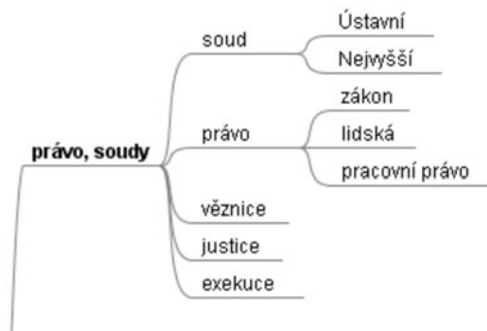 právo, soudy
soud
Ústavní
Nejvyšší
právo
zákon
lidská
pracovní právo
věznice
justice
exekuce